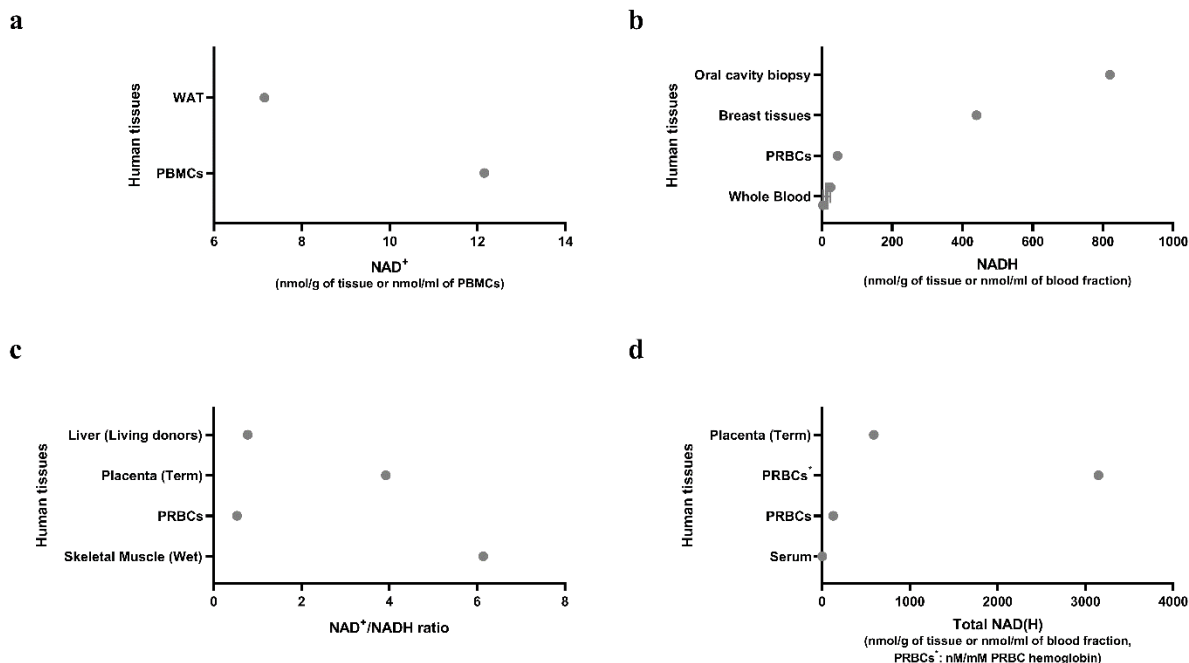 a
Human tissues
WAT
PBMCs
6 8 10 12 14
NAD⁺
(nmol/g of tissue or nmol/ml of PBMCs)
b
Human tissues
Oral cavity biopsy
Breast tissues
PRBCs
Whole Blood
0 200 400 600 800 1000
NADH
(nmol/g of tissue or nmol/ml of blood fraction)
c
Human tissues
Liver (Living donors)
Placenta (Term)
PRBCs
Skeletal Muscle (Wet)
0 2 4 6 8
NAD⁺/NADH ratio
d
Human tissues
Placenta (Term)
PRBCs*
PRBCs
Serum
0 1000 2000 3000 4000
Total NAD(H)
(nmol/g of tissue or nmol/ml of blood fraction,
PRBCs*: nM/mM PRBC hemoglobin)